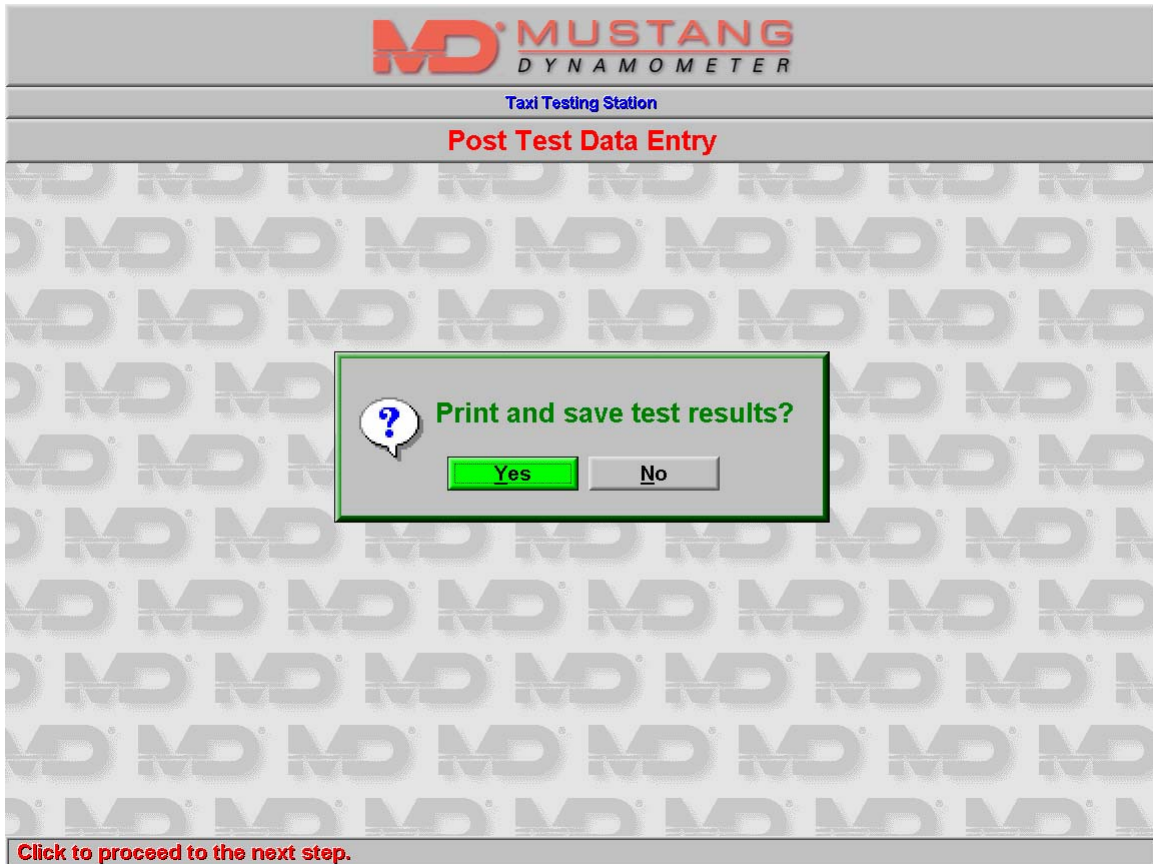 MD® MUSTANG
DYNAMOMETER
Taxi Testing Station
Post Test Data Entry
? Print and save test results?
Yes No
Click to proceed to the next step.